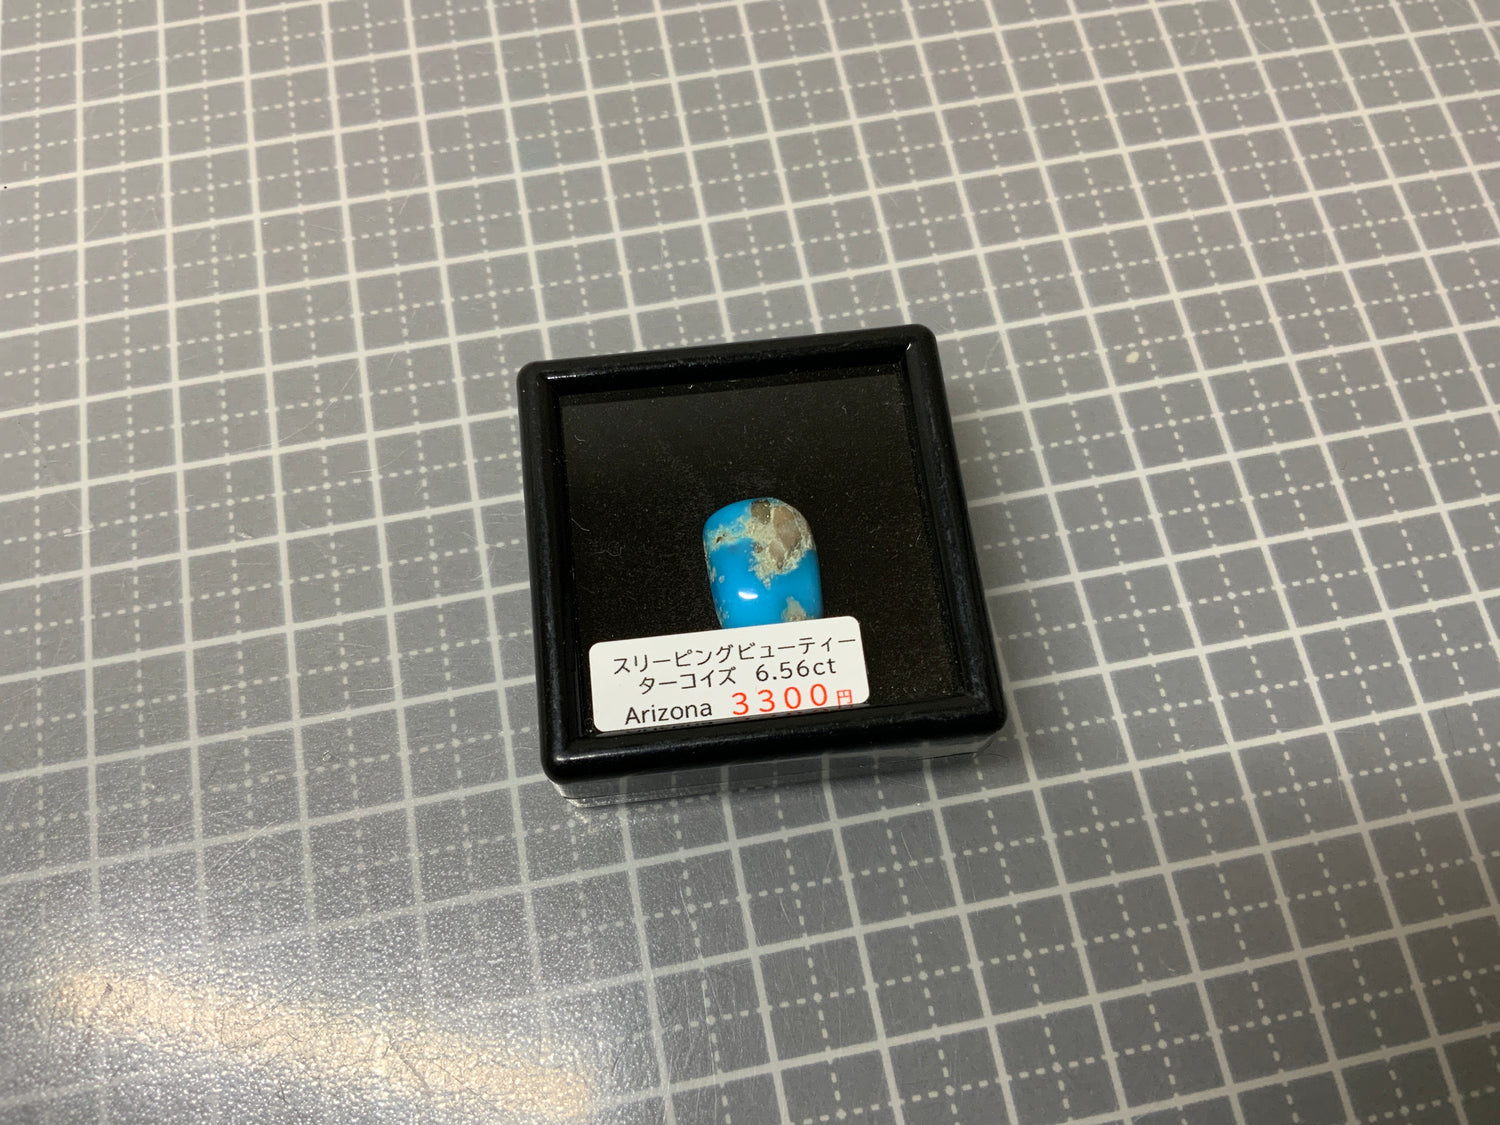 スリーピングビューティー
ターコイズ 6.56ct
Arizona 3300円